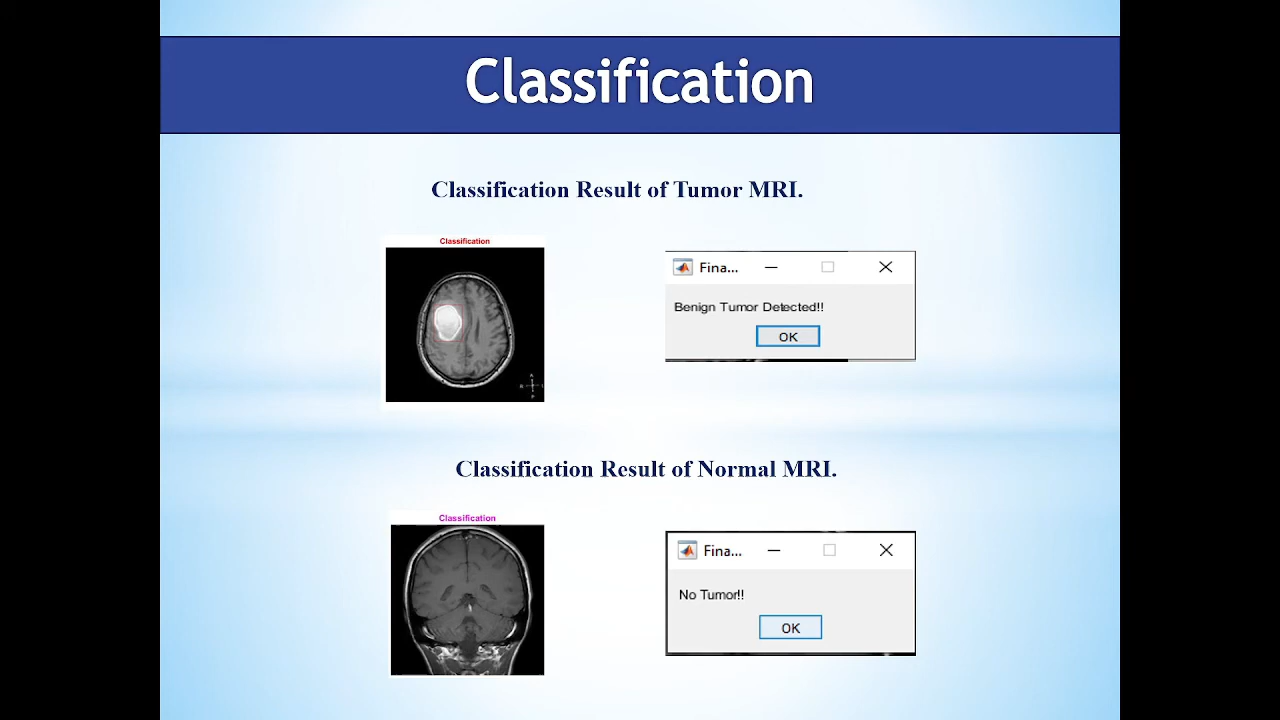 Classification
Classification Result of Tumor MRI.
Classification
Fina...
Benign Tumor Detected!!
OK
Classification Result of Normal MRI.
Classification
Fina...
No Tumor!!
OK